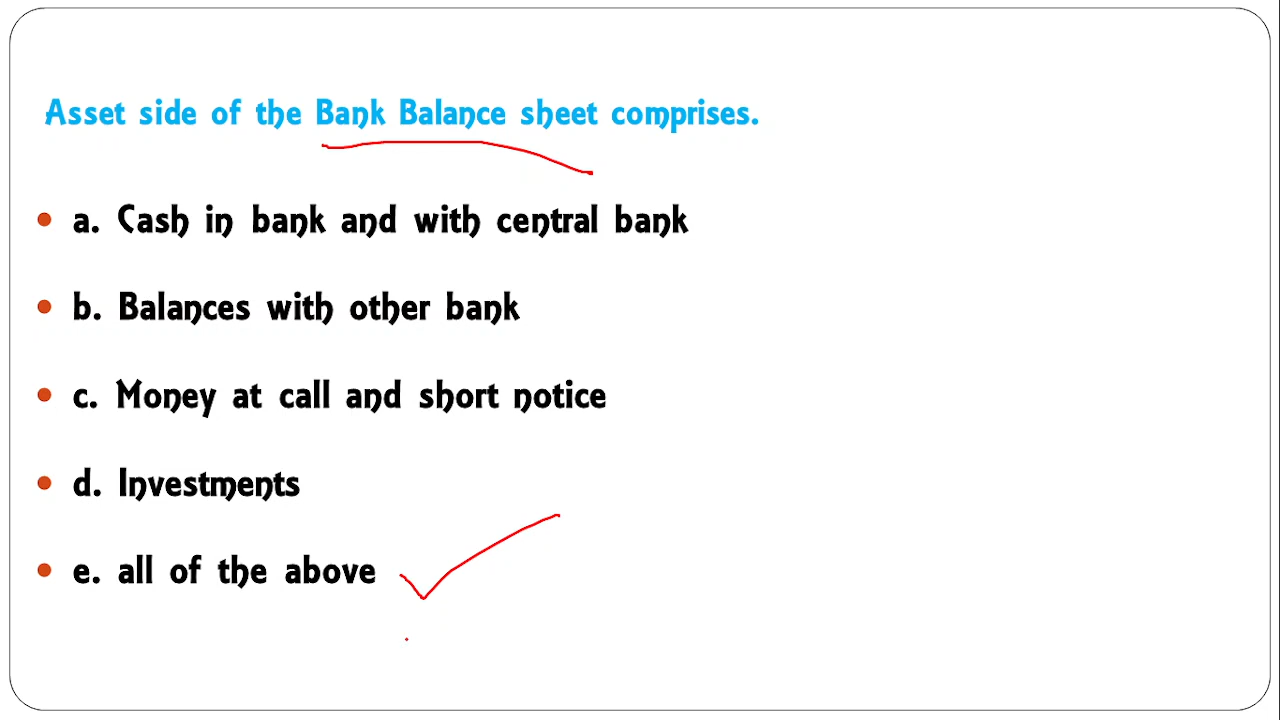 Asset side of the Bank Balance sheet comprises.
a. Cash in bank and with central bank
b. Balances with other bank
c. Money at call and short notice
d. Investments
e. all of the above